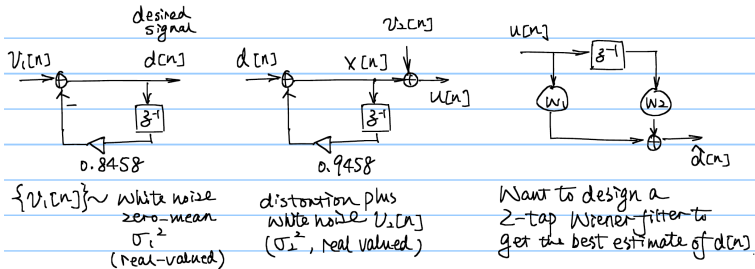 desired
signal
v₁[n]
d[n]
–
z⁻¹
0.8458
d[n]
x[n]
v₂[n]
u[n]
z⁻¹
0.9458
u[n]
z⁻¹
w₁
w₂
d̂[n]
{v₁[n]}~ white noise
zero-mean
σ₁²
(real-valued)
distortion plus
white noise v₂[n]
(σ₂², real valued)
Want to design a
2-tap Wiener filter to
get the best estimate of d[n]